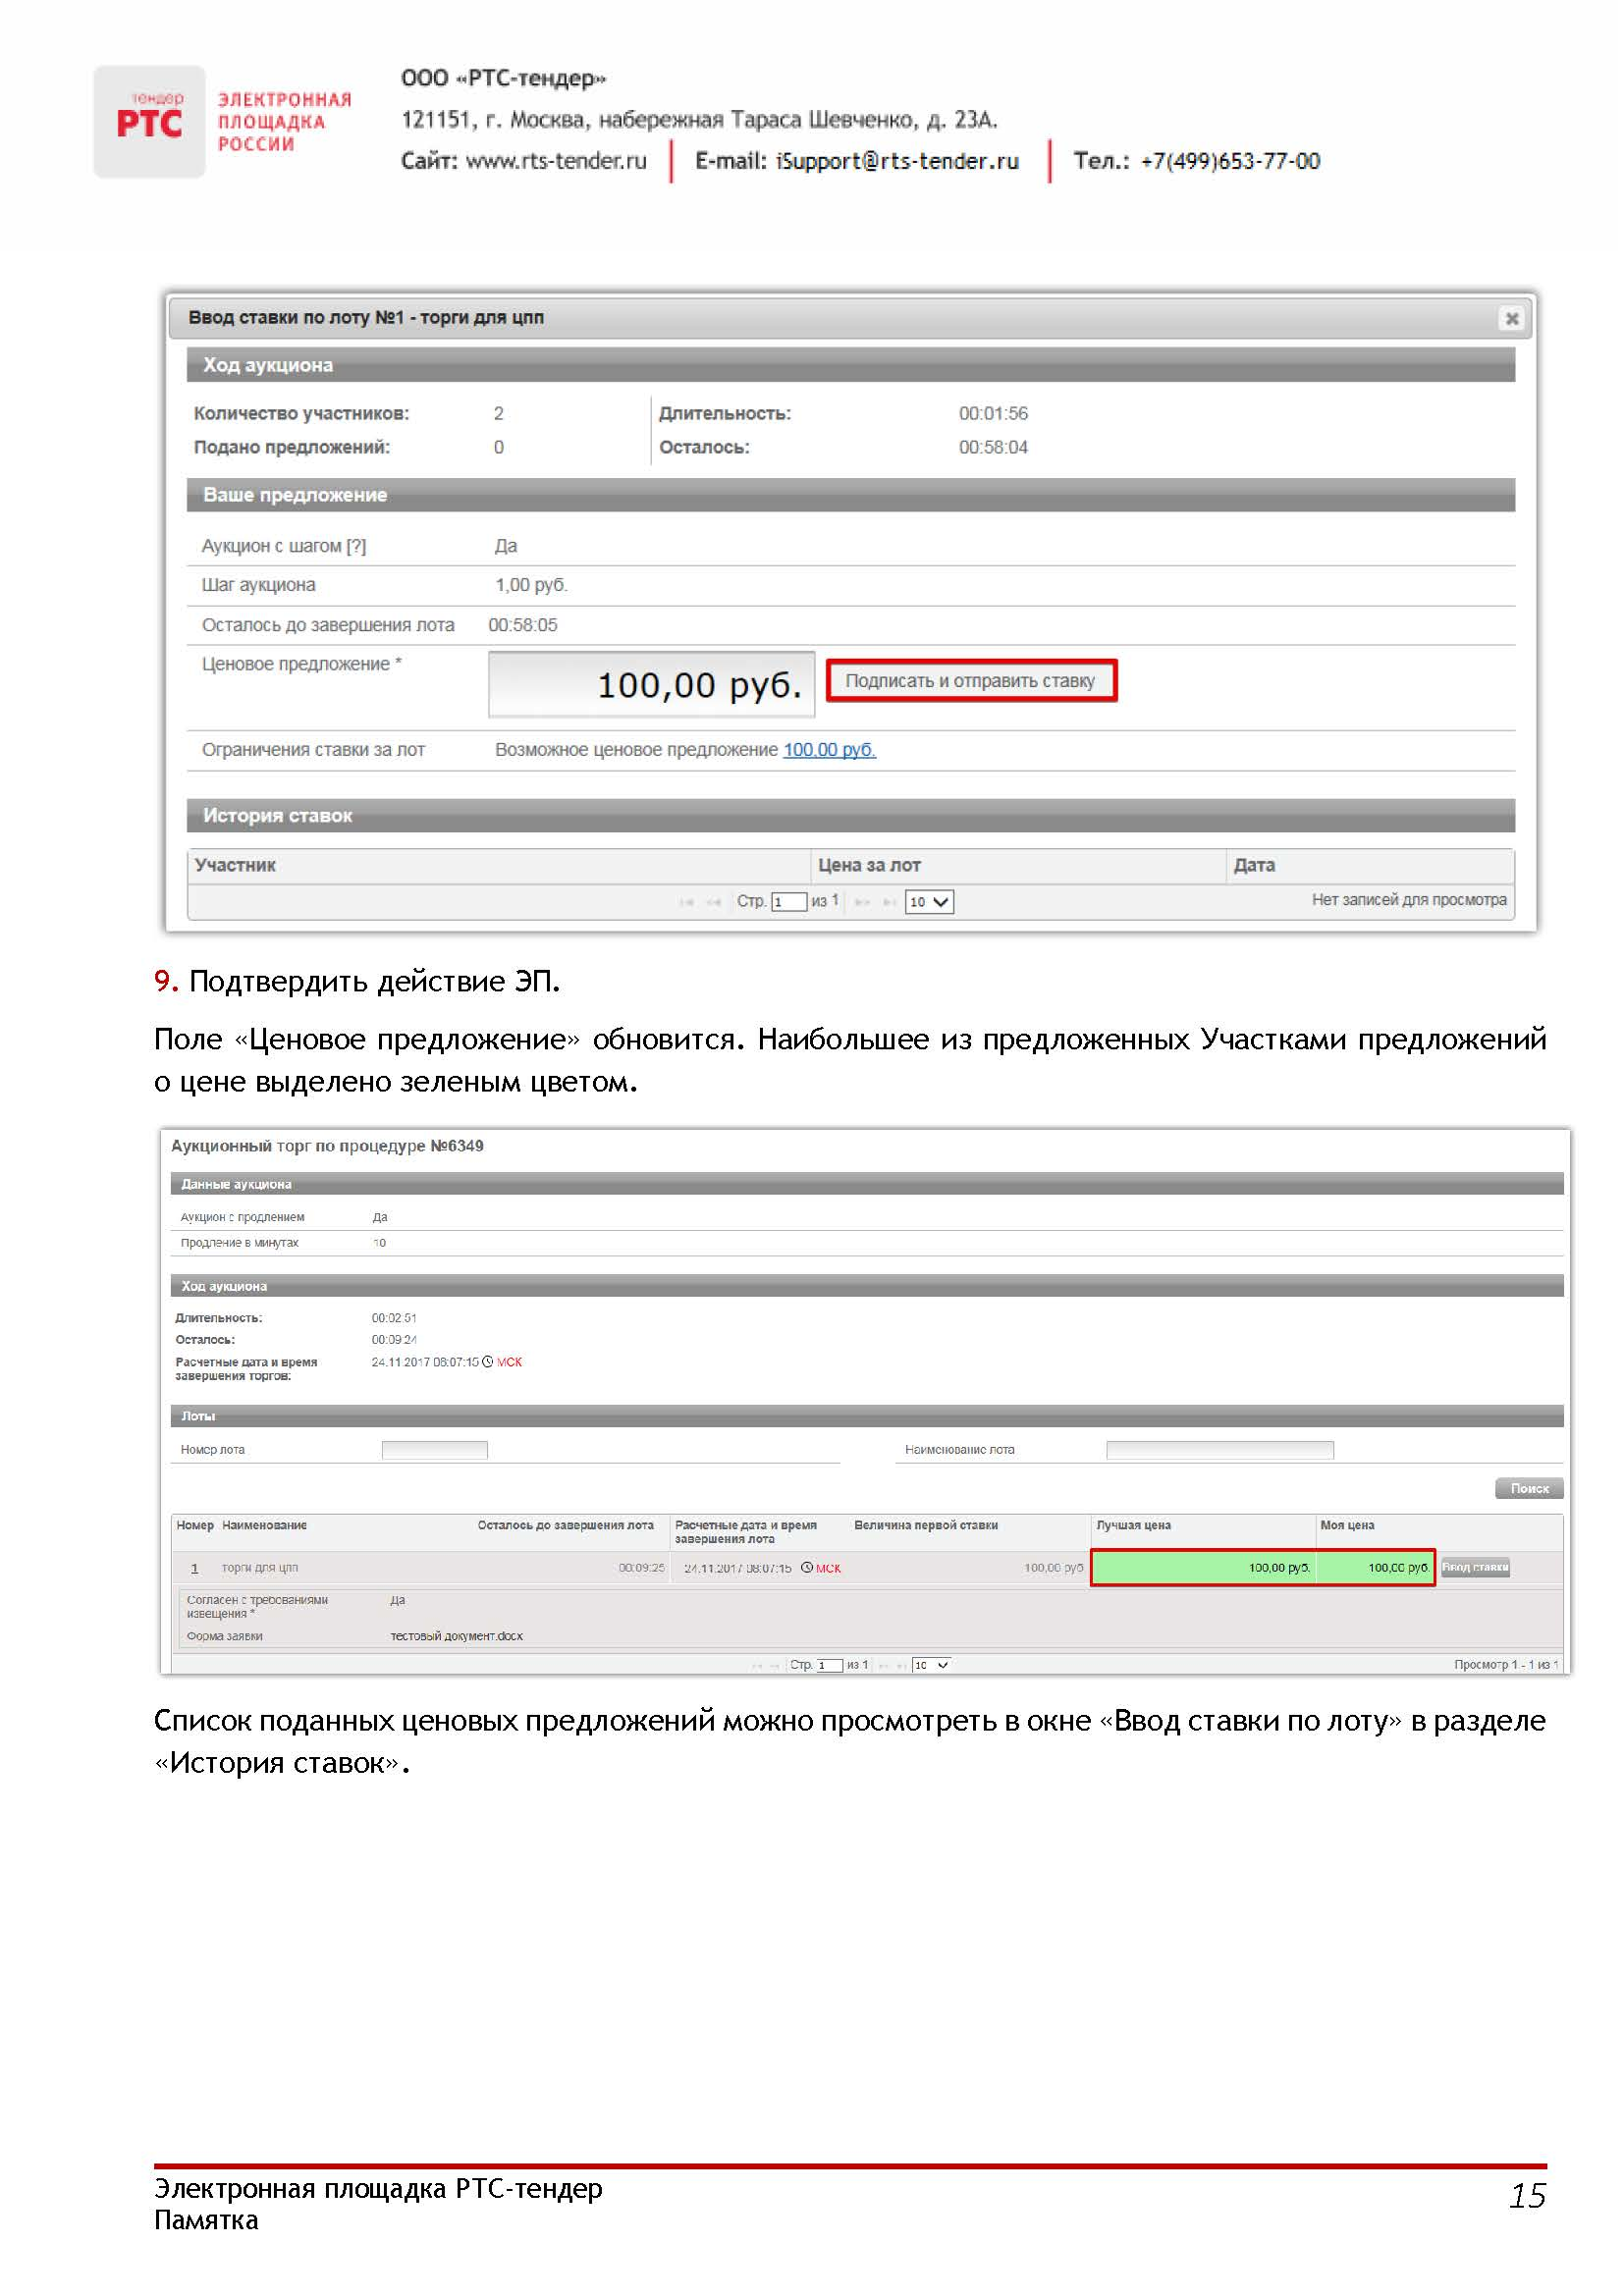 тендер
РТС
ЭЛЕКТРОННАЯ
ПЛОЩАДКА
РОССИИ
ООО «РТС-тендер»
121151, г. Москва, набережная Тараса Шевченко, д. 23А.
Сайт: www.rts-tender.ru E-mail: iSupport@rts-tender.ru Тел.: +7(499)653-77-00
Ввод ставки по лоту №1 - торги для цпп
Ход аукциона
Количество участников: 2 Длительность: 00:01:56
Подано предложений: 0 Осталось: 00:58:04
Ваше предложение
Аукцион с шагом [?] Да
Шаг аукциона 1,00 руб.
Осталось до завершения лота 00:58:05
Ценовое предложение * 100,00 руб. Подписать и отправить ставку
Ограничения ставки за лот Возможное ценовое предложение 100,00 руб.
История ставок
Участник Цена за лот Дата
Стр. 1 из 1 10 Нет записей для просмотра
9. Подтвердить действие ЭП.
Поле «Ценовое предложение» обновится. Наибольшее из предложенных Участками предложений
о цене выделено зеленым цветом.
Аукционный торг по процедуре №6349
Данные аукциона
Аукцион с продлением Да
Продление в минутах 10
Ход аукциона
Длительность: 00:02:51
Осталось: 00:09:24
Расчетные дата и время
завершения торгов: 24.11.2017 08:07:15 МСК
Лоты
Номер лота Наименование лота
Поиск
Номер Наименование Осталось до завершения лота Расчетные дата и время
завершения лота Величина первой ставки Лучшая цена Моя цена
1 торги для цпп 00:09:25 24.11.2017 08:07:15 МСК 100,00 руб 100,00 руб. 100,00 руб. Ввод ставки
Согласен с требованиями
извещения * Да
Форма заявки тестовый документ.docx
Стр. 1 из 1 10 Просмотр 1 - 1 из 1
Список поданных ценовых предложений можно просмотреть в окне «Ввод ставки по лоту» в разделе
«История ставок».
Электронная площадка РТС-тендер
Памятка
15